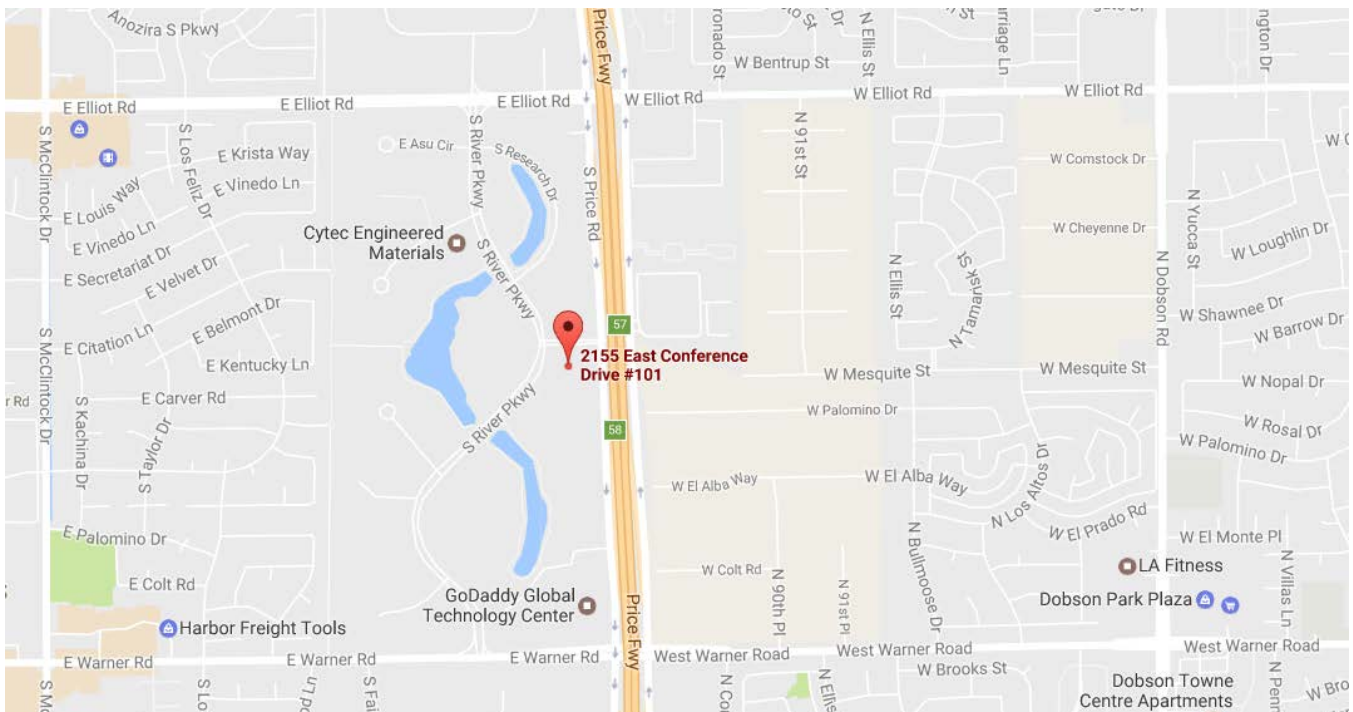 Anozira S Pkwy
Price Fwy
W Bentrup St
N Ellis St
E Elliot Rd
E Elliot Rd
E Elliot Rd
W Elliot Rd
W Elliot Rd
W Elliot Rd
S McClintock Dr
S Los Feliz Dr
E Krista Way
E Vinedo Ln
E Louis Way
E Vinedo Ln
E Secretariat Dr
E Velvet Dr
E Belmont Dr
E Citation Ln
E Kentucky Ln
S McClintock Dr
E Carver Rd
S Kachina Dr
S Taylor Dr
E Palomino Dr
E Colt Rd
Harbor Freight Tools
E Warner Rd
E Warner Rd
E Warner Rd
E Asu Cir
S River Pkwy
S Research Dr
Cytec Engineered
Materials
S River Pkwy
S Price Rd
57
2155 East Conference
Drive #101
58
S River Pkwy
GoDaddy Global
Technology Center
Price Fwy
N 91st St
W Comstock Dr
W Cheyenne Dr
N Yucca St
W Loughlin Dr
N Ellis St
N Dobson Rd
W Shawnee Dr
W Barrow Dr
W Mesquite St
W Mesquite St
W Nopal Dr
W Palomino Dr
W Rosal Dr
W Palomino Dr
W El Alba Way
W El Alba Way
N Los Altos Dr
W El Prado Rd
W El Monte Pl
W Colt Rd
N 90th Pl
N 91st Pl
N Bullmoose Dr
LA Fitness
Dobson Park Plaza
N Villas Ln
West Warner Road
West Warner Road
West Warner Road
W Brooks St
Dobson Towne
Centre Apartments